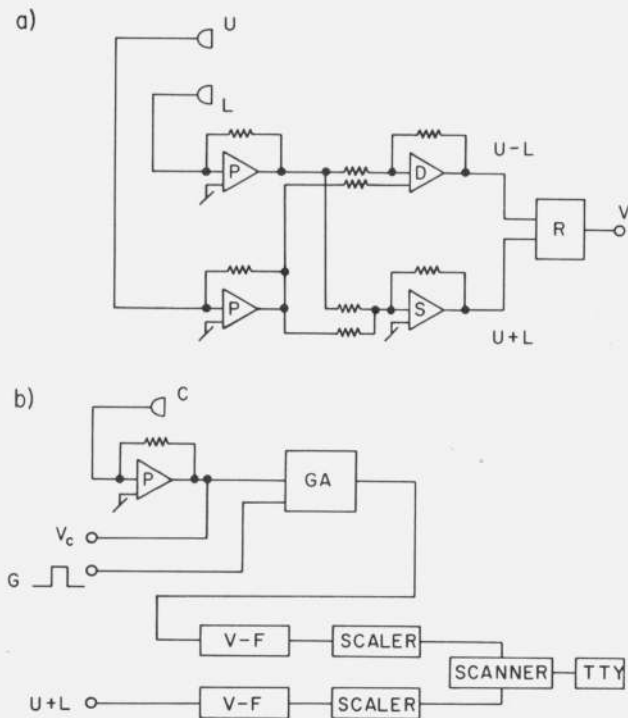 a)
U
L
P
D
U-L
R
V
P
S
U+L
b)
C
P
GA
Vc
G
V-F
SCALER
SCANNER
TTY
U+L
V-F
SCALER